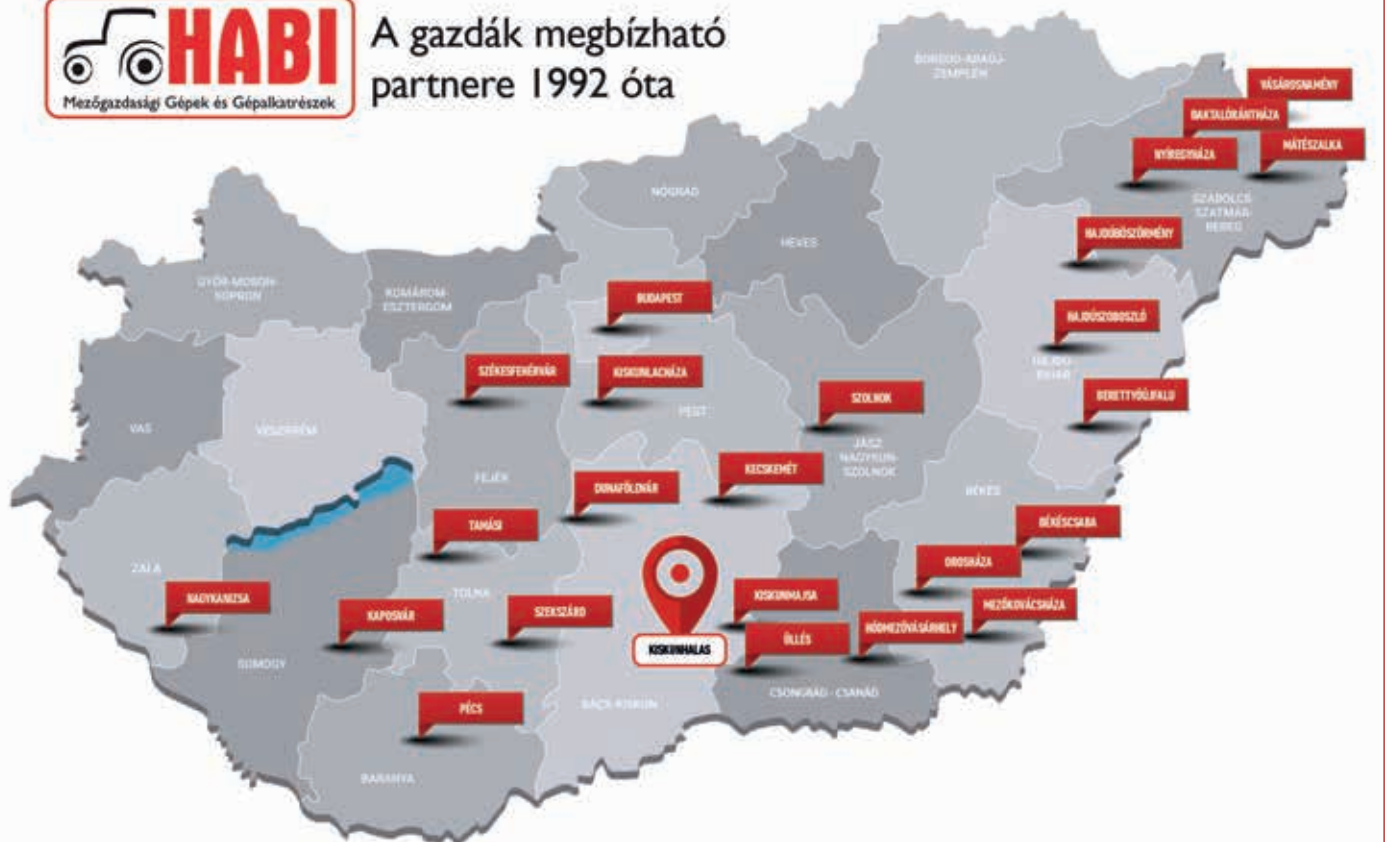 HABI
Mezőgazdasági Gépek és Gépalkatrészek
A gazdák megbízható
partnere 1992 óta
BORSOD-ABAÚJ-
ZEMPLÉN
VÁSÁROSNAMÉNY
BAKTALÓRÁNTHÁZA
MÁTÉSZALKA
NYÍREGYHÁZA
NÓGRÁD
SZABOLCS
SZATMÁR-
BEREG
HEVES
HAJDÚBÖSZÖRMÉNY
GYŐR-MOSON-
SOPRON
KOMÁROM-
ESZTERGOM
BUDAPEST
HAJDÚSZOBOSZLÓ
HAJDÚ
BIHAR
SZÉKESFEHÉRVÁR
KISKUNLACHÁZA
SZOLNOK
BERETTYÓÚJFALU
PEST
VAS
VESZPRÉM
JÁSZ
NAGYKUN-
SZOLNOK
KECSKEMÉT
FEJÉR
DUNAFÖLDVÁR
BÉKÉS
TAMÁSI
BÉKÉSCSABA
OROSHÁZA
ZALA
TOLNA
NAGYKANIZSA
KAPOSVÁR
SZEKSZÁRD
KISKUNMAJSA
MEZŐKOVÁCSHÁZA
KISKUNHALAS
ÜLLÉS
HÓDMEZŐVÁSÁRHELY
SOMOGY
CSONGRÁD - CSANÁD
BÁCS-KISKUN
PÉCS
BARANYA